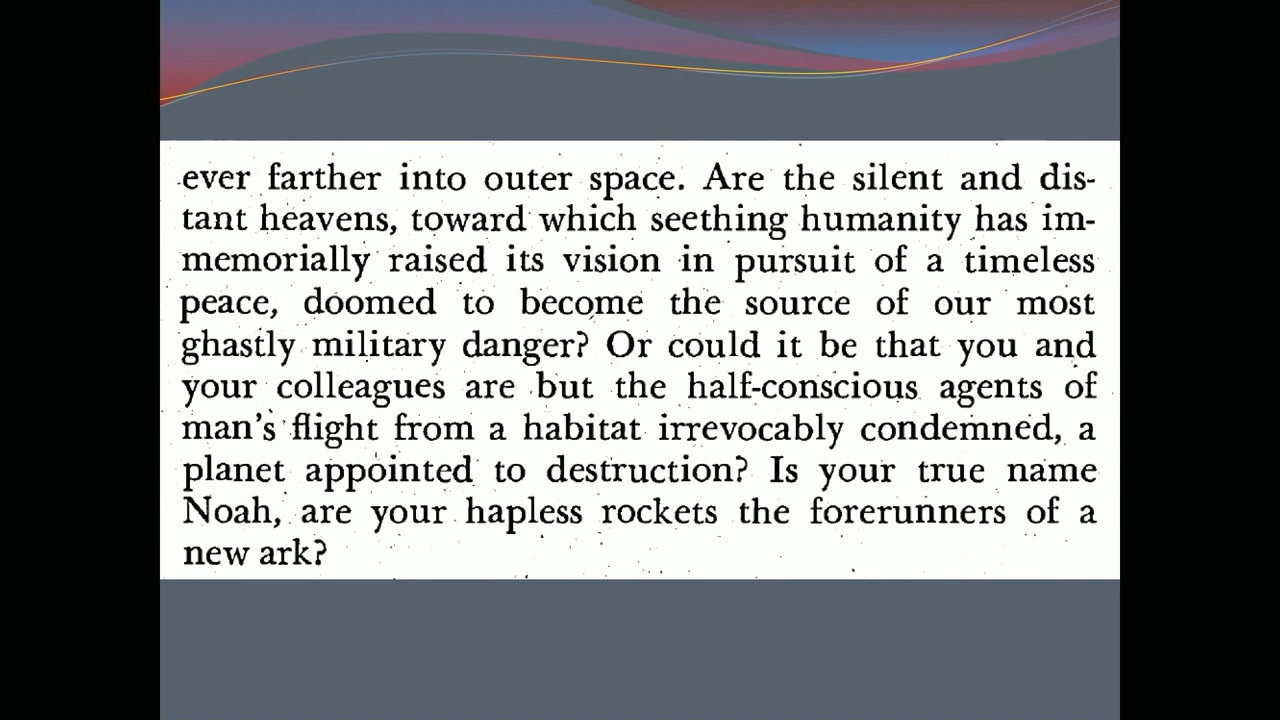 ever farther into outer space. Are the silent and dis-
tant heavens, toward which seething humanity has im-
memorially raised its vision in pursuit of a timeless
peace, doomed to become the source of our most
ghastly military danger? Or could it be that you and
your colleagues are but the half-conscious agents of
man's flight from a habitat irrevocably condemned, a
planet appointed to destruction? Is your true name
Noah, are your hapless rockets the forerunners of a
new ark?